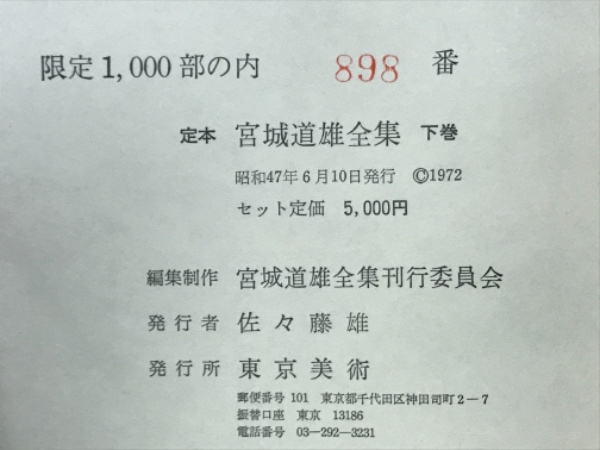 限定1,000部の内 898 番
定本 宮城道雄全集 下巻
昭和47年6月10日発行 ©1972
セット定価 5,000円
編集制作 宮城道雄全集刊行委員会
発行者 佐々藤雄
発行所 東京美術
郵便番号 101 東京都千代田区神田司町2−7
振替口座 東京 13186
電話番号 03−292−3231